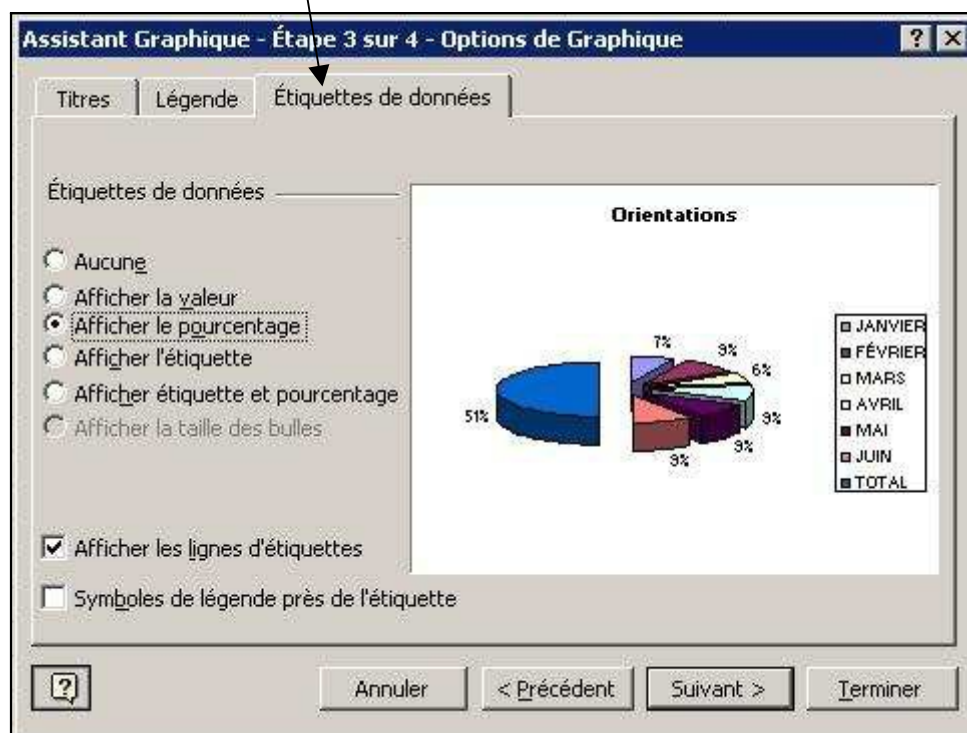 Assistant Graphique - Étape 3 sur 4 - Options de Graphique
Titres Légende Étiquettes de données
Étiquettes de données
Aucune
Afficher la valeur
Afficher le pourcentage
Afficher l'étiquette
Afficher étiquette et pourcentage
Afficher la taille des bulles
Afficher les lignes d'étiquettes
Symboles de légende près de l'étiquette
Orientations
7%
9%
6%
9%
9%
9%
51%
JANVIER
FÉVRIER
MARS
AVRIL
MAI
JUIN
TOTAL
Annuler < Précédent Suivant > Terminer